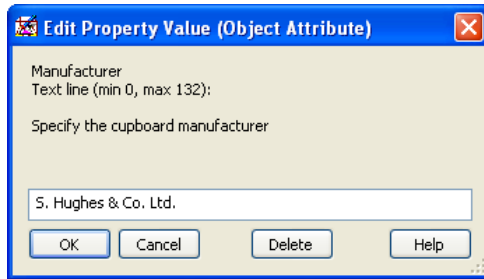 Edit Property Value (Object Attribute)
Manufacturer
Text line (min 0, max 132):
Specify the cupboard manufacturer
S. Hughes & Co. Ltd.
OK Cancel Delete Help